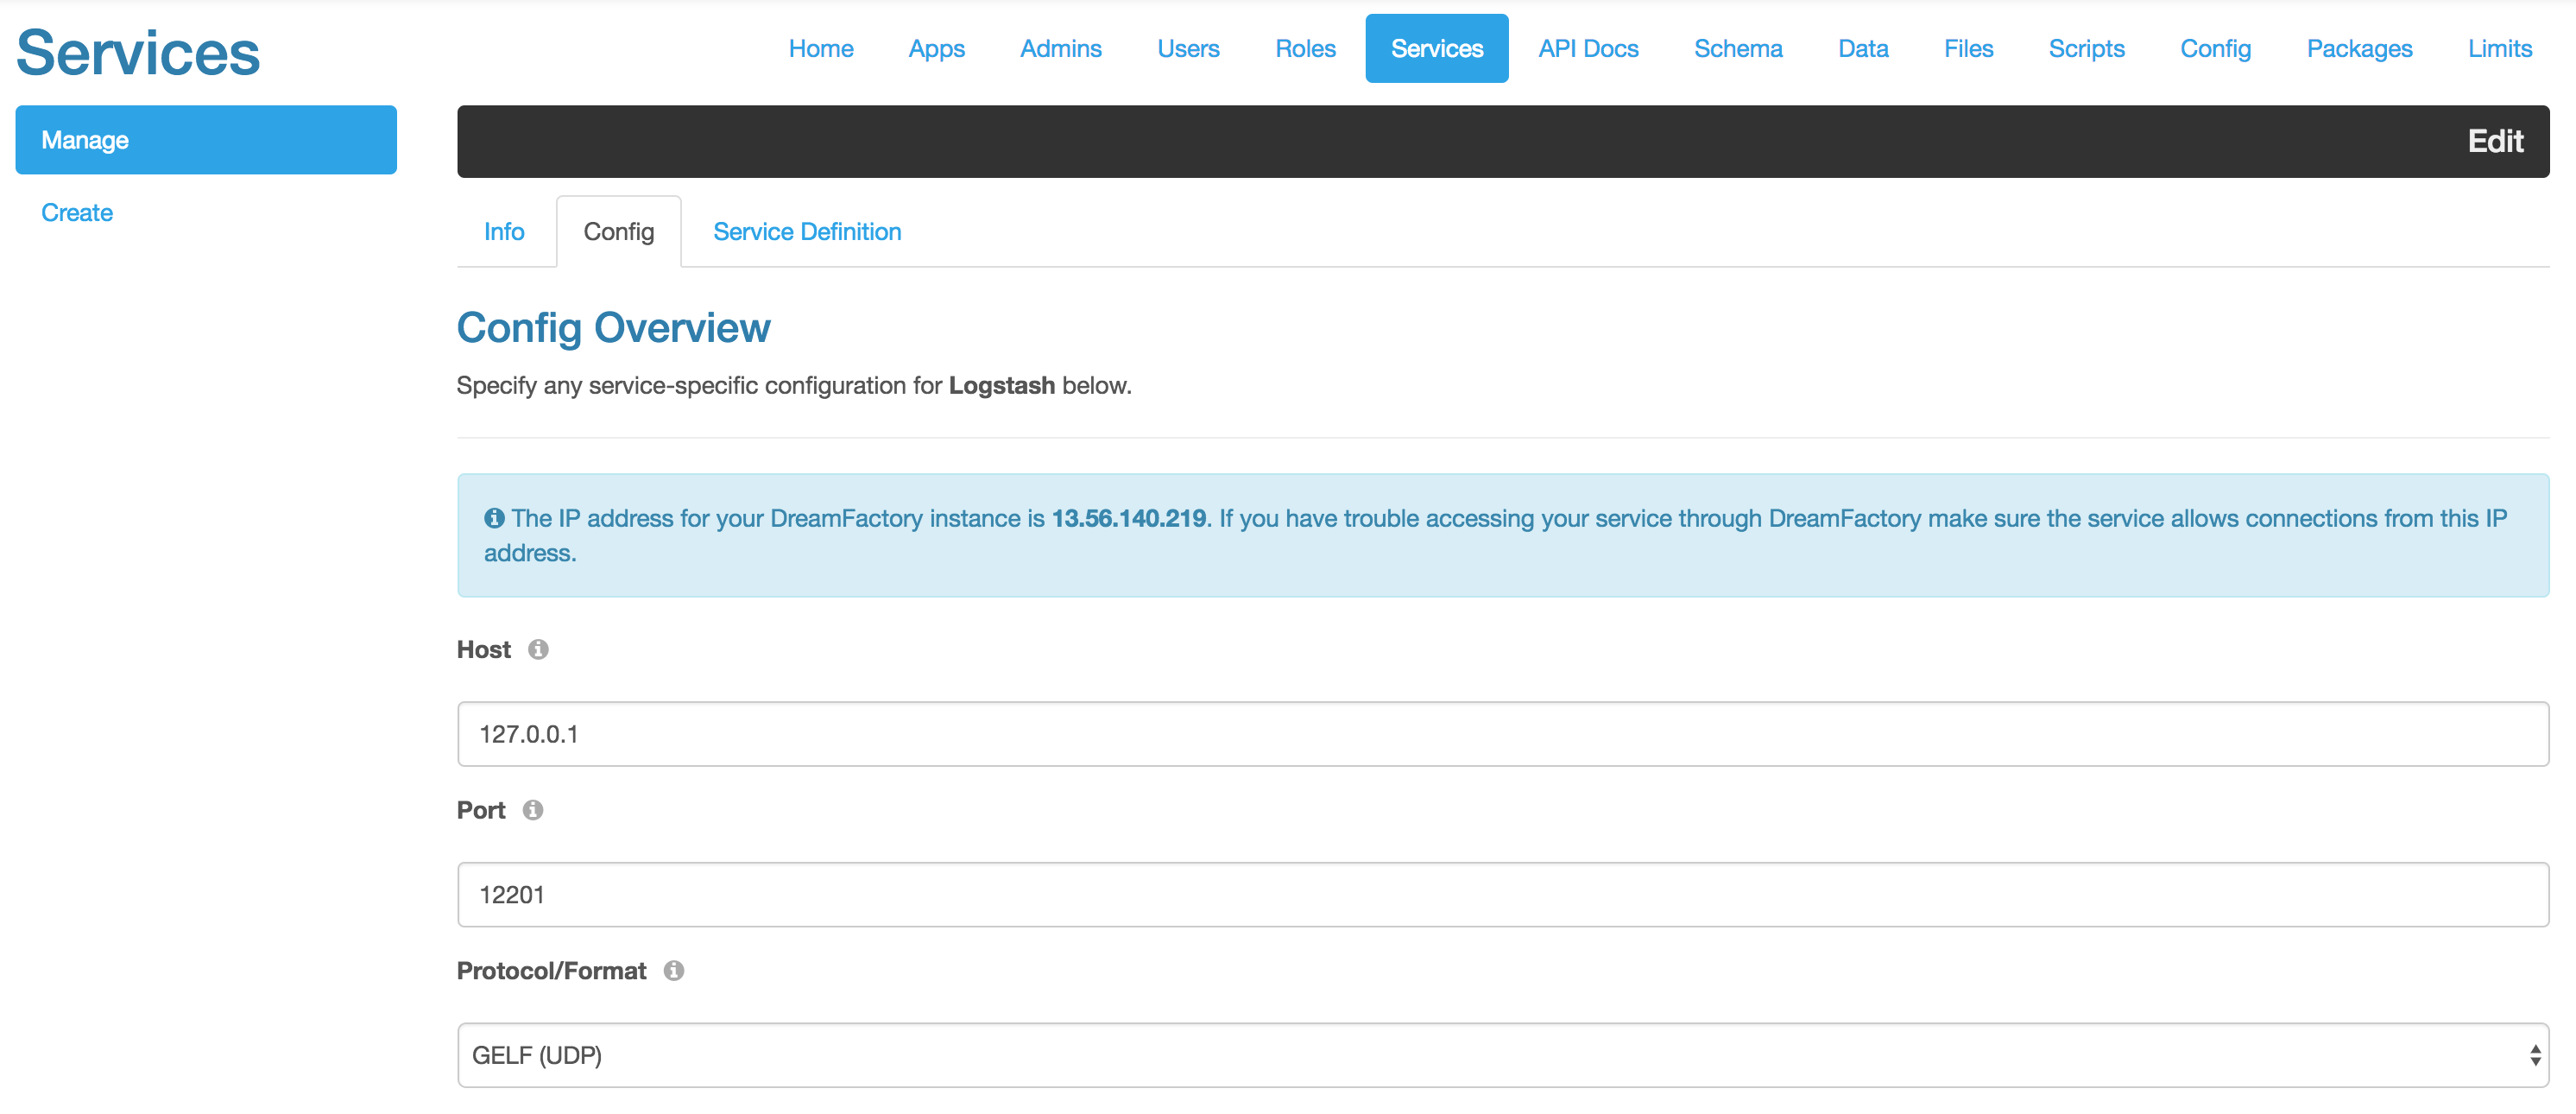 Services
Home Apps Admins Users Roles Services API Docs Schema Data Files Scripts Config Packages Limits
Manage
Create
Edit
Info Config Service Definition
Config Overview
Specify any service-specific configuration for Logstash below.
The IP address for your DreamFactory instance is 13.56.140.219. If you have trouble accessing your service through DreamFactory make sure the service allows connections from this IP
address.
Host
127.0.0.1
Port
12201
Protocol/Format
GELF (UDP)